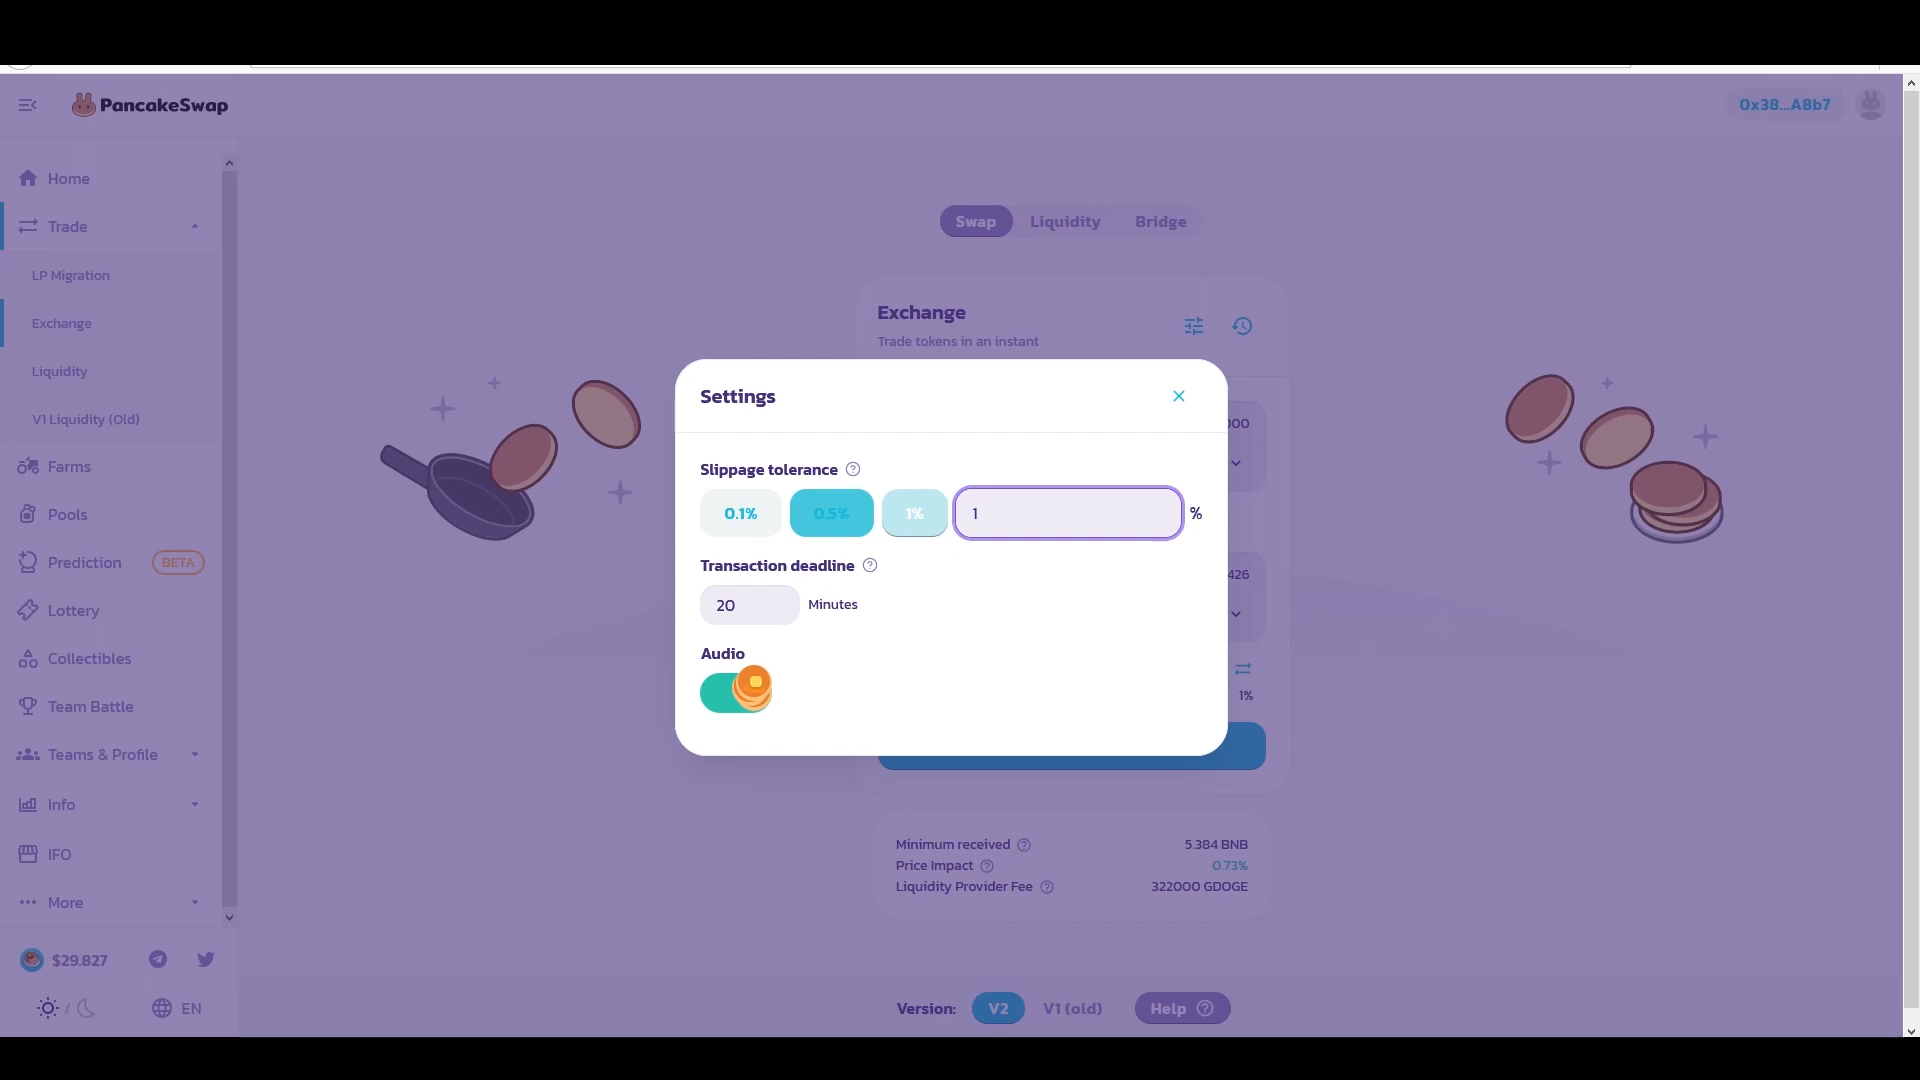 PancakeSwap
0x38...A8b7
Home
Trade
LP Migration
Exchange
Liquidity
V1 Liquidity (Old)
Farms
Pools
Prediction BETA
Lottery
Collectibles
Team Battle
Teams & Profile
Info
IFO
More
$29.827
/
EN
Swap Liquidity Bridge
Exchange
Trade tokens in an instant
000
Settings
Slippage tolerance ?
0.1% 0.5% 1% 1 %
Transaction deadline ?
426
20 Minutes
Audio
1%
Minimum received ? 5.384 BNB
Price Impact ? 0.73%
Liquidity Provider Fee ? 322000 GDOGE
Version: V2 V1 (old) Help ?